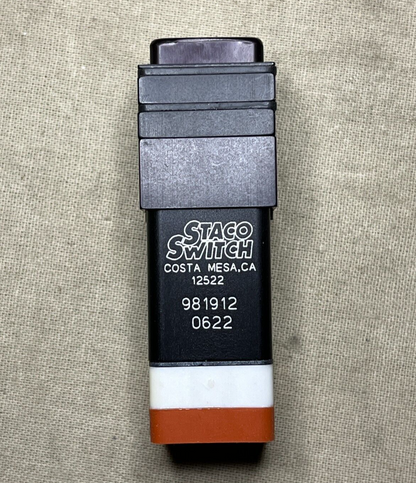 STACO
SWITCH
COSTA MESA,CA
12522
981912
0622